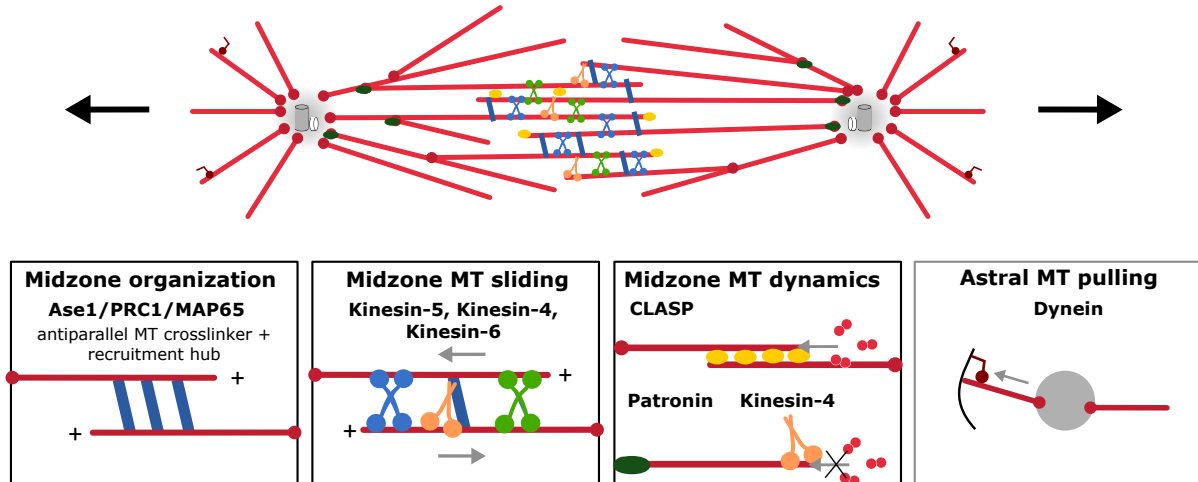 Midzone organization
Ase1/PRC1/MAP65
antiparallel MT crosslinker +
recruitment hub
+
+
Midzone MT sliding
Kinesin-5, Kinesin-4,
Kinesin-6
+
+
Midzone MT dynamics
CLASP
Patronin
Kinesin-4
Astral MT pulling
Dynein